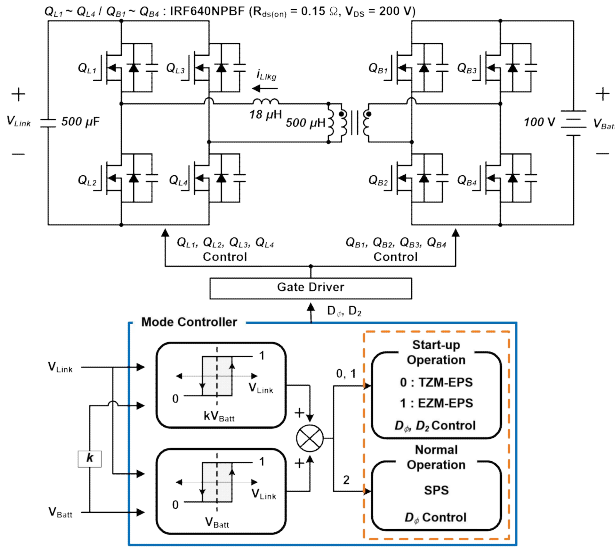 Q_L1 ~ Q_L4 / Q_B1 ~ Q_B4 : IRF640NPBF (R_ds(on) = 0.15 Ω, V_DS = 200 V)
Q_L1 Q_L3 Q_B1 Q_B3
i_Llkg
+ +
V_Link 500 μF 18 μH 500 μH 100 V V_Bat
− −
Q_L2 Q_L4 Q_B2 Q_B4
Q_L1, Q_L2, Q_L3, Q_L4
Control
Q_B1, Q_B2, Q_B3, Q_B4
Control
Gate Driver
D_ϕ, D_2
Mode Controller
V_Link
k
V_Batt
1
0
V_Link
kV_Batt
1
0
V_Link
V_Batt
+
+
0, 1
2
Start-up
Operation
0 : TZM-EPS
1 : EZM-EPS
D_ϕ, D_2 Control
Normal
Operation
SPS
D_ϕ Control